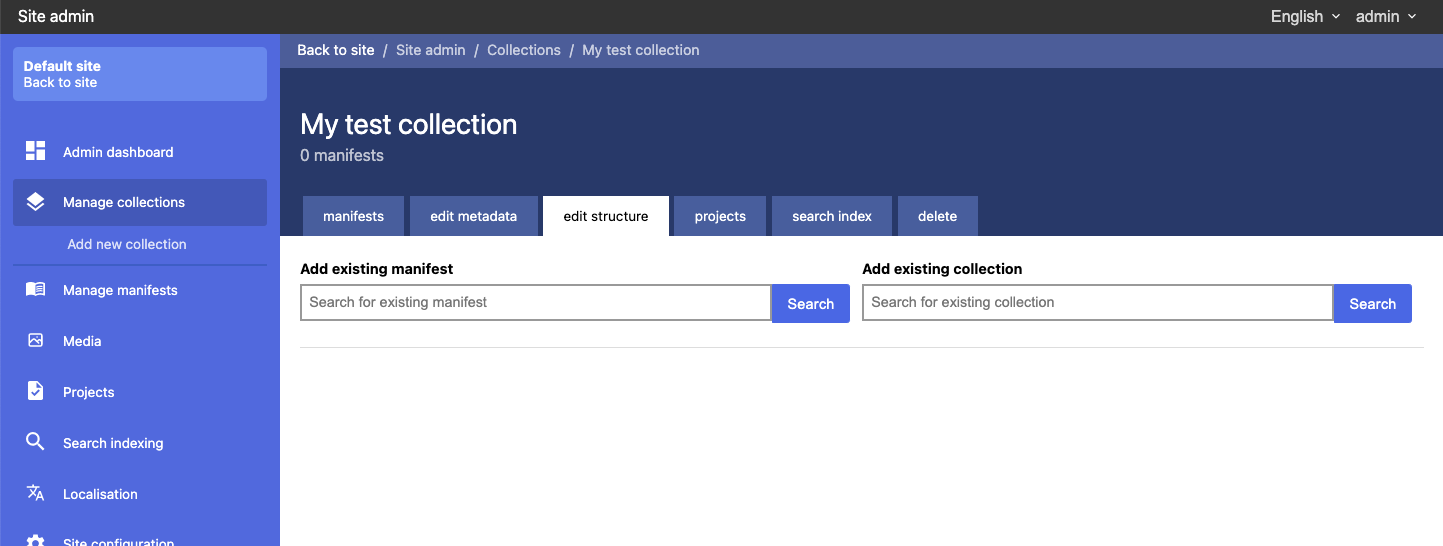 Site admin
English
admin
Default site
Back to site
Admin dashboard
Manage collections
Add new collection
Manage manifests
Media
Projects
Search indexing
Localisation
Site configuration
Back to site / Site admin / Collections / My test collection
My test collection
0 manifests
manifests
edit metadata
edit structure
projects
search index
delete
Add existing manifest
Search for existing manifest
Search
Add existing collection
Search for existing collection
Search